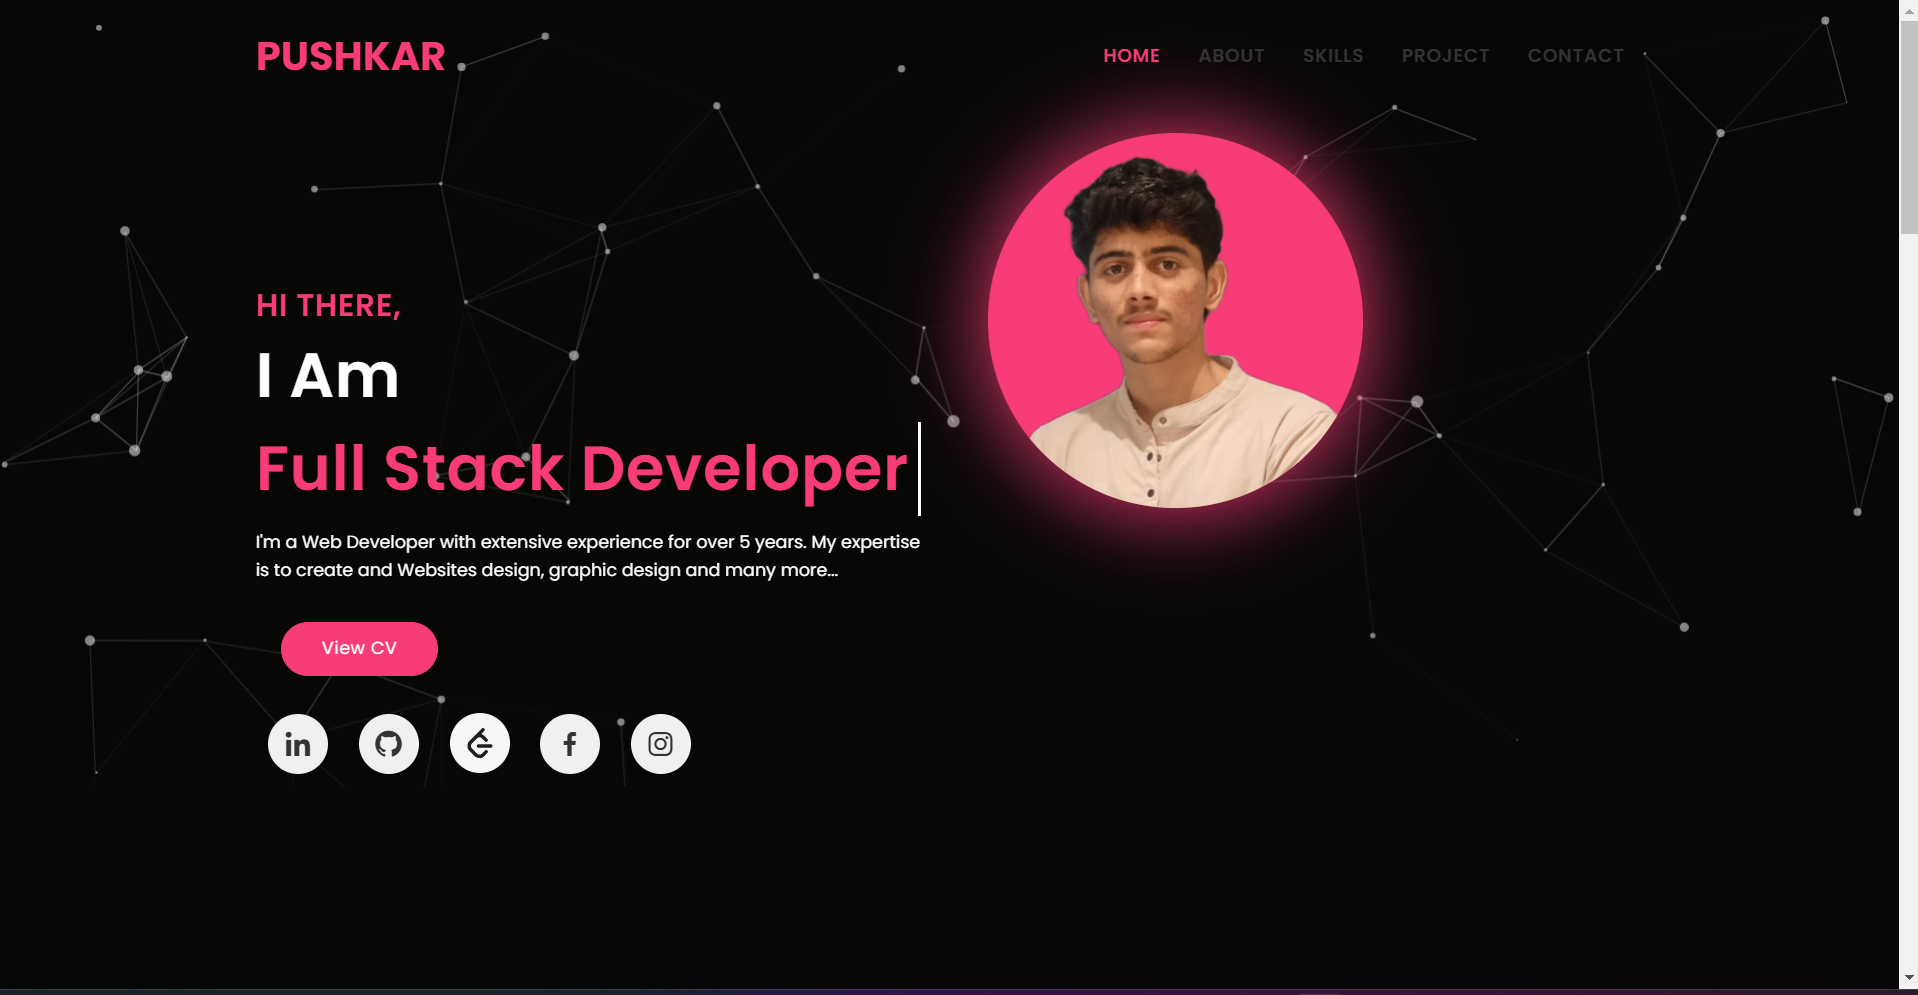 PUSHKAR
HOME ABOUT SKILLS PROJECT CONTACT
HI THERE,
I Am
Full Stack Developer
I'm a Web Developer with extensive experience for over 5 years. My expertise
is to create and Websites design, graphic design and many more...
View CV
in
f